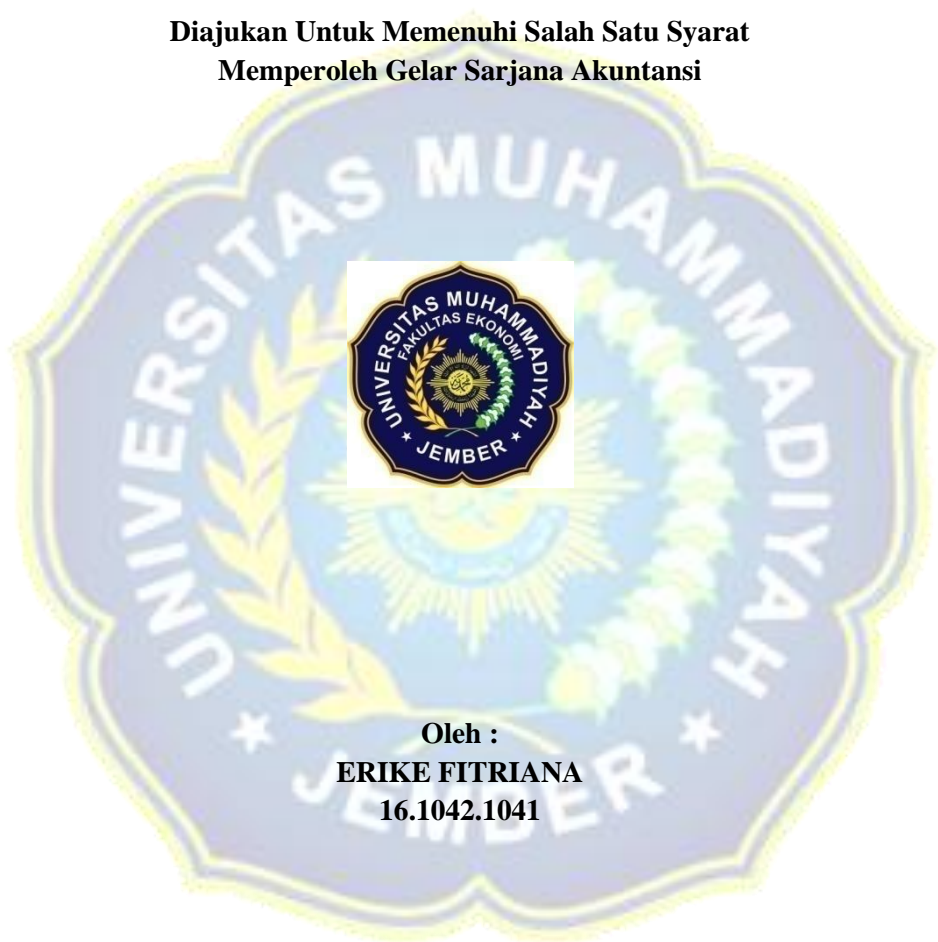 Diajukan Untuk Memenuhi Salah Satu Syarat
Memperoleh Gelar Sarjana Akuntansi
UNIVERSITAS MUHAMMADIYAH
JEMBER
UNIVERSITAS MUHAMMADIYAH
FAKULTAS EKONOMI
JEMBER
Oleh :
ERIKE FITRIANA
16.1042.1041